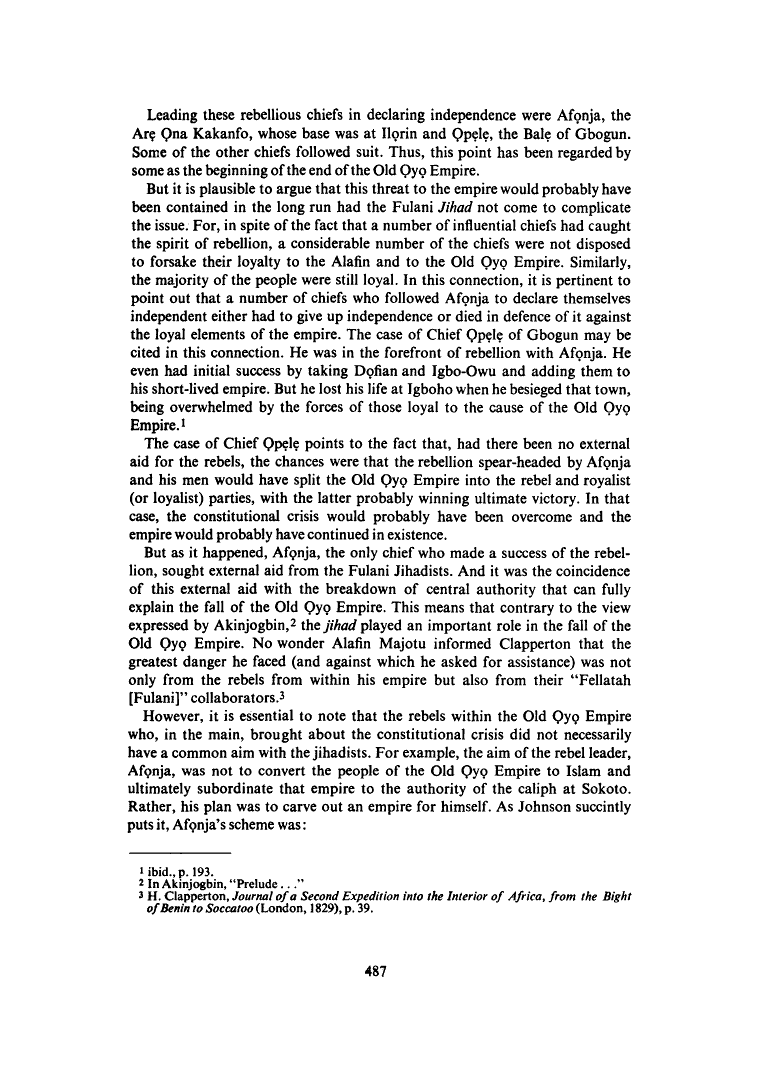 Leading these rebellious chiefs in declaring independence were Afọnja, the
Arẹ Ọna Kakanfo, whose base was at Ilọrin and Ọpẹlẹ, the Balẹ of Gbogun.
Some of the other chiefs followed suit. Thus, this point has been regarded by
some as the beginning of the end of the Old Ọyọ Empire.
But it is plausible to argue that this threat to the empire would probably have
been contained in the long run had the Fulani Jihad not come to complicate
the issue. For, in spite of the fact that a number of influential chiefs had caught
the spirit of rebellion, a considerable number of the chiefs were not disposed
to forsake their loyalty to the Alafin and to the Old Ọyọ Empire. Similarly,
the majority of the people were still loyal. In this connection, it is pertinent to
point out that a number of chiefs who followed Afọnja to declare themselves
independent either had to give up independence or died in defence of it against
the loyal elements of the empire. The case of Chief Ọpẹlẹ of Gbogun may be
cited in this connection. He was in the forefront of rebellion with Afọnja. He
even had initial success by taking Dọfian and Igbo-Owu and adding them to
his short-lived empire. But he lost his life at Igboho when he besieged that town,
being overwhelmed by the forces of those loyal to the cause of the Old Ọyọ
Empire.1
The case of Chief Ọpẹlẹ points to the fact that, had there been no external
aid for the rebels, the chances were that the rebellion spear-headed by Afọnja
and his men would have split the Old Ọyọ Empire into the rebel and royalist
(or loyalist) parties, with the latter probably winning ultimate victory. In that
case, the constitutional crisis would probably have been overcome and the
empire would probably have continued in existence.
But as it happened, Afọnja, the only chief who made a success of the rebel-
lion, sought external aid from the Fulani Jihadists. And it was the coincidence
of this external aid with the breakdown of central authority that can fully
explain the fall of the Old Ọyọ Empire. This means that contrary to the view
expressed by Akinjogbin,2 the jihad played an important role in the fall of the
Old Ọyọ Empire. No wonder Alafin Majotu informed Clapperton that the
greatest danger he faced (and against which he asked for assistance) was not
only from the rebels from within his empire but also from their "Fellatah
[Fulani]" collaborators.3
However, it is essential to note that the rebels within the Old Ọyọ Empire
who, in the main, brought about the constitutional crisis did not necessarily
have a common aim with the jihadists. For example, the aim of the rebel leader,
Afọnja, was not to convert the people of the Old Ọyọ Empire to Islam and
ultimately subordinate that empire to the authority of the caliph at Sokoto.
Rather, his plan was to carve out an empire for himself. As Johnson succintly
puts it, Afọnja's scheme was:
1 ibid., p. 193.
2 In Akinjogbin, "Prelude . . ."
3 H. Clapperton, Journal of a Second Expedition into the Interior of Africa, from the Bight
of Benin to Soccatoo (London, 1829), p. 39.
487